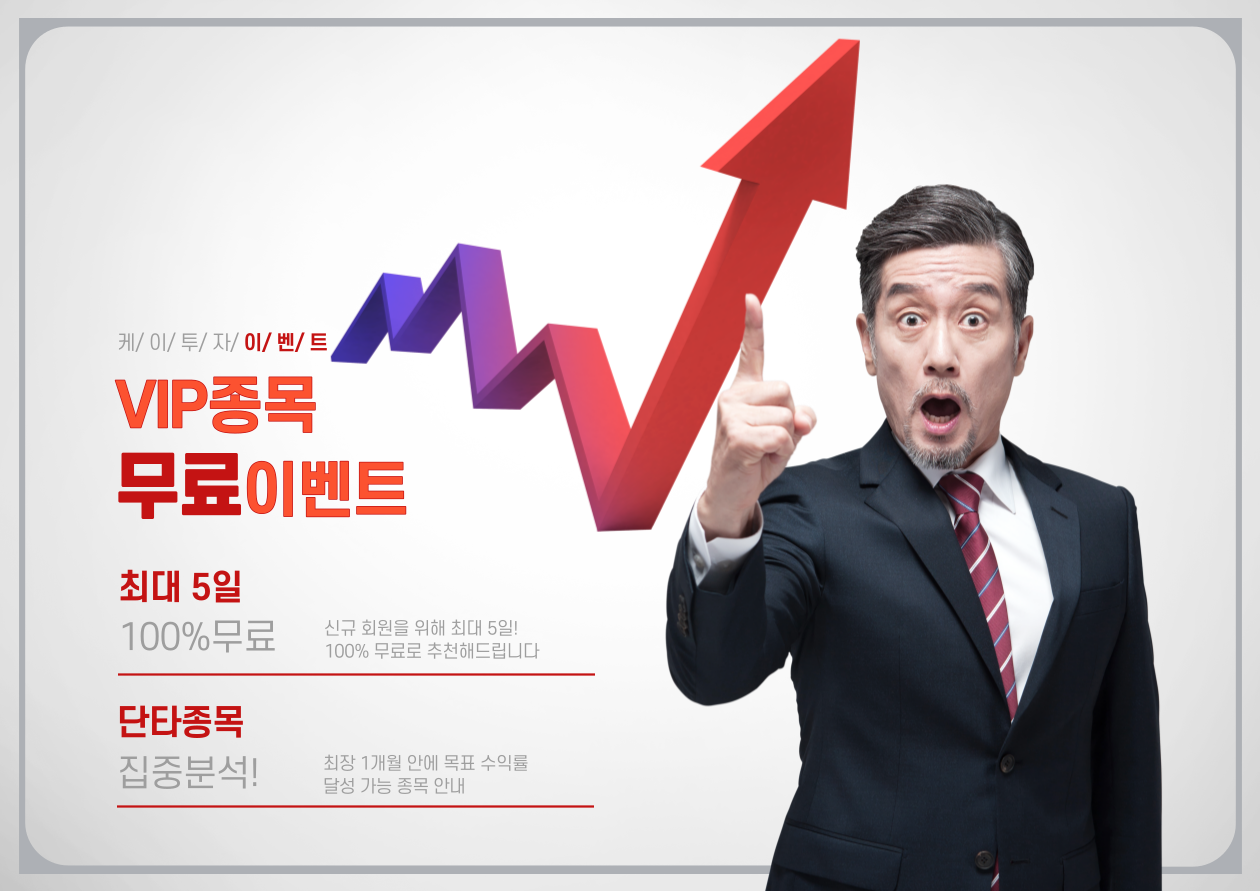 케/ 이/ 투/ 자/ 이/ 벤/ 트
VIP종목
무료이벤트
최대 5일
100%무료
신규 회원을 위해 최대 5일!
100% 무료로 추천해드립니다
단타종목
집중분석!
최장 1개월 안에 목표 수익률
달성 가능 종목 안내